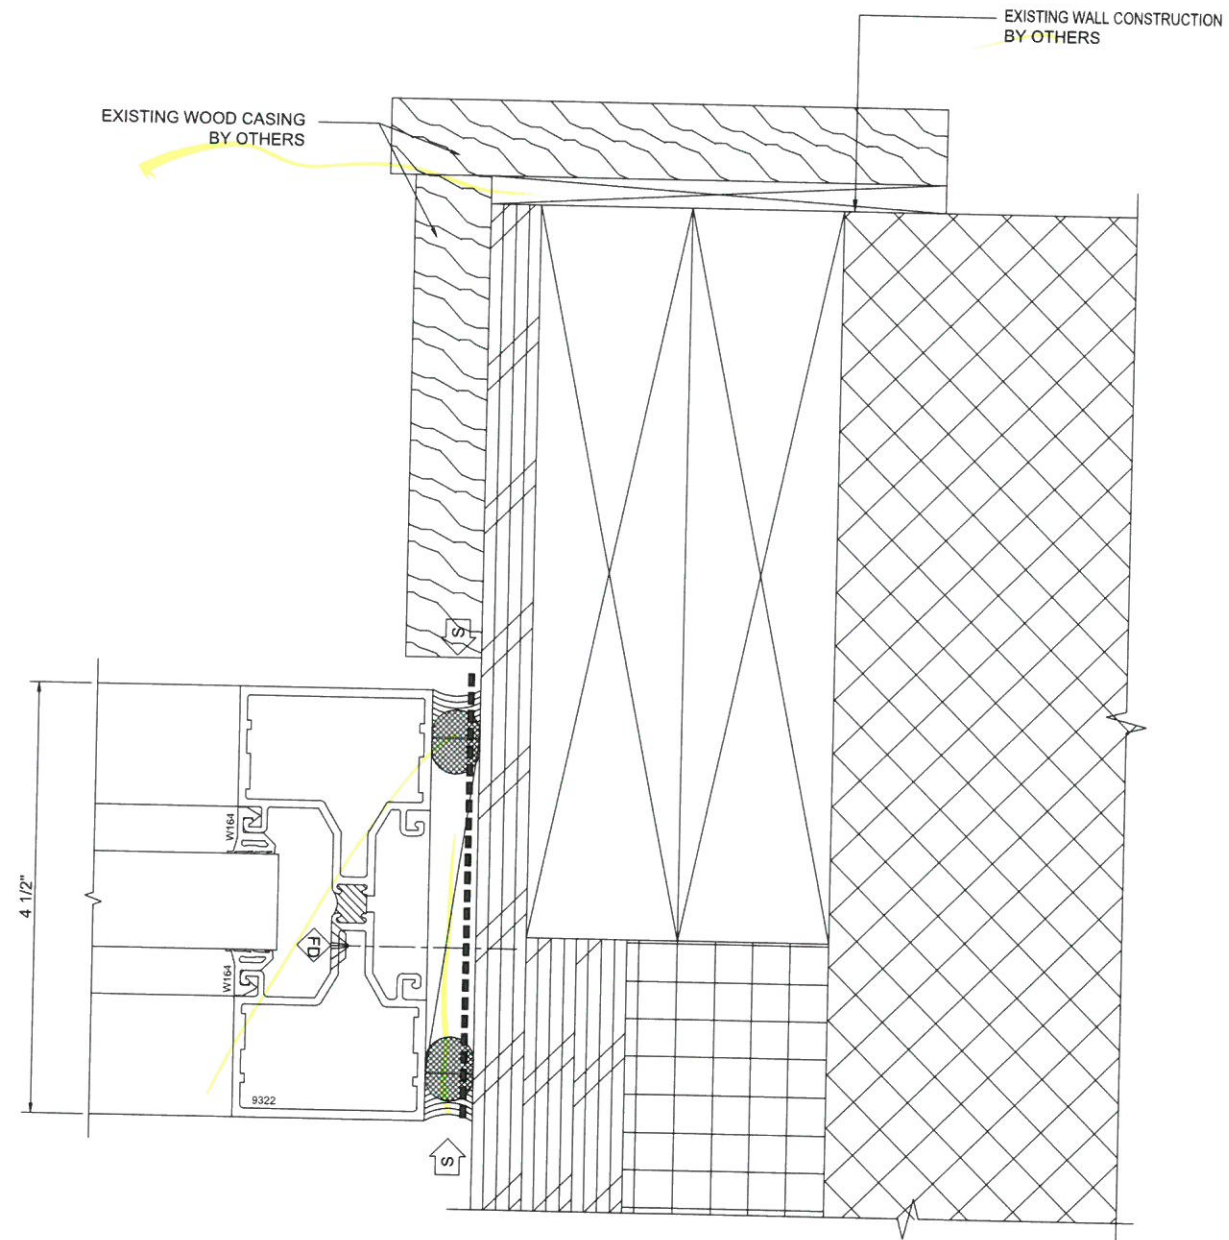 EXISTING WALL CONSTRUCTION
BY OTHERS
EXISTING WOOD CASING
BY OTHERS
S
W164
4 1/2"
FD
W164
9322
S